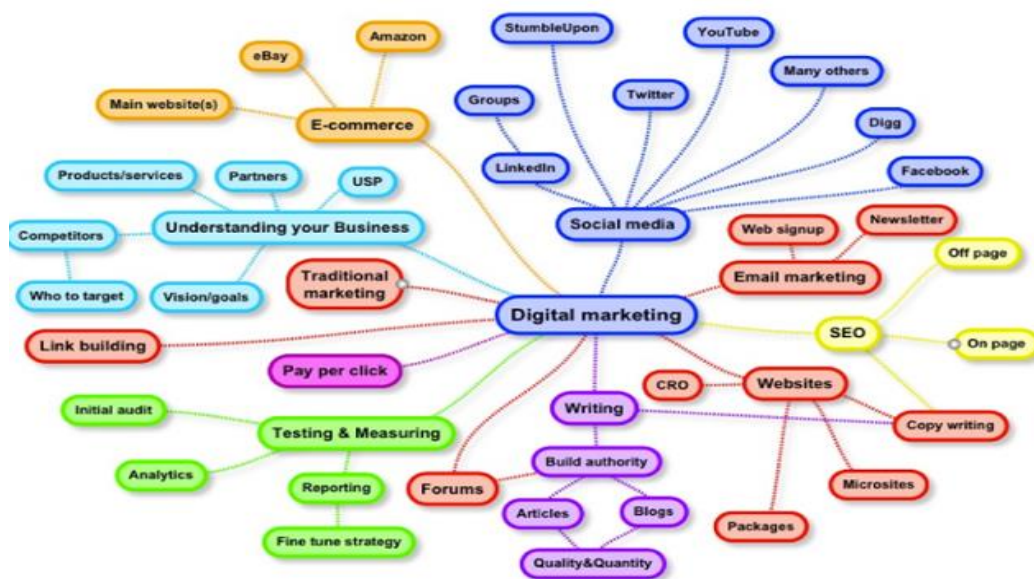 StumbleUpon
YouTube
Amazon
eBay
Many others
Main website(s)
E-commerce
Groups
Twitter
Digg
LinkedIn
Facebook
Products/services
Partners
USP
Understanding your Business
Social media
Newsletter
Web signup
Competitors
Off page
Email marketing
Traditional
marketing
Who to target
Vision/goals
Digital marketing
SEO
Link building
On page
Pay per click
CRO
Websites
Initial audit
Writing
Testing & Measuring
Copy writing
Build authority
Analytics
Reporting
Forums
Microsites
Articles
Blogs
Packages
Fine tune strategy
Quality&Quantity